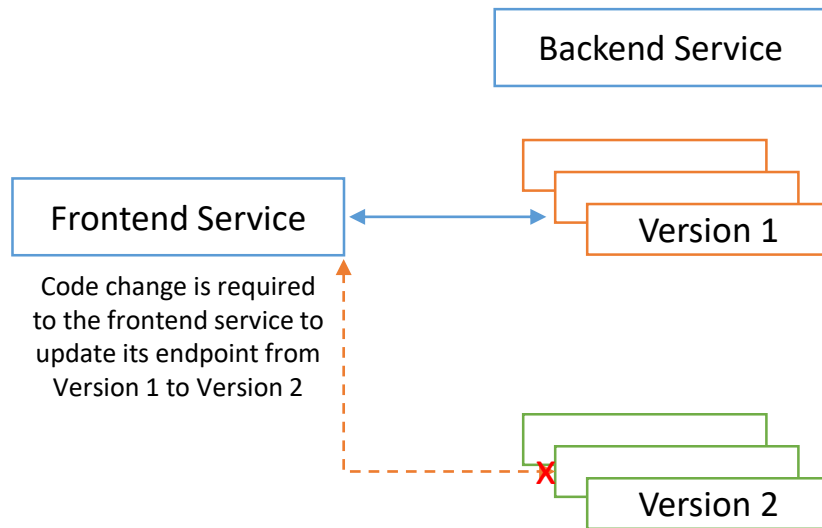 Backend Service
Frontend Service
Version 1
Code change is required
to the frontend service to
update its endpoint from
Version 1 to Version 2
X
Version 2